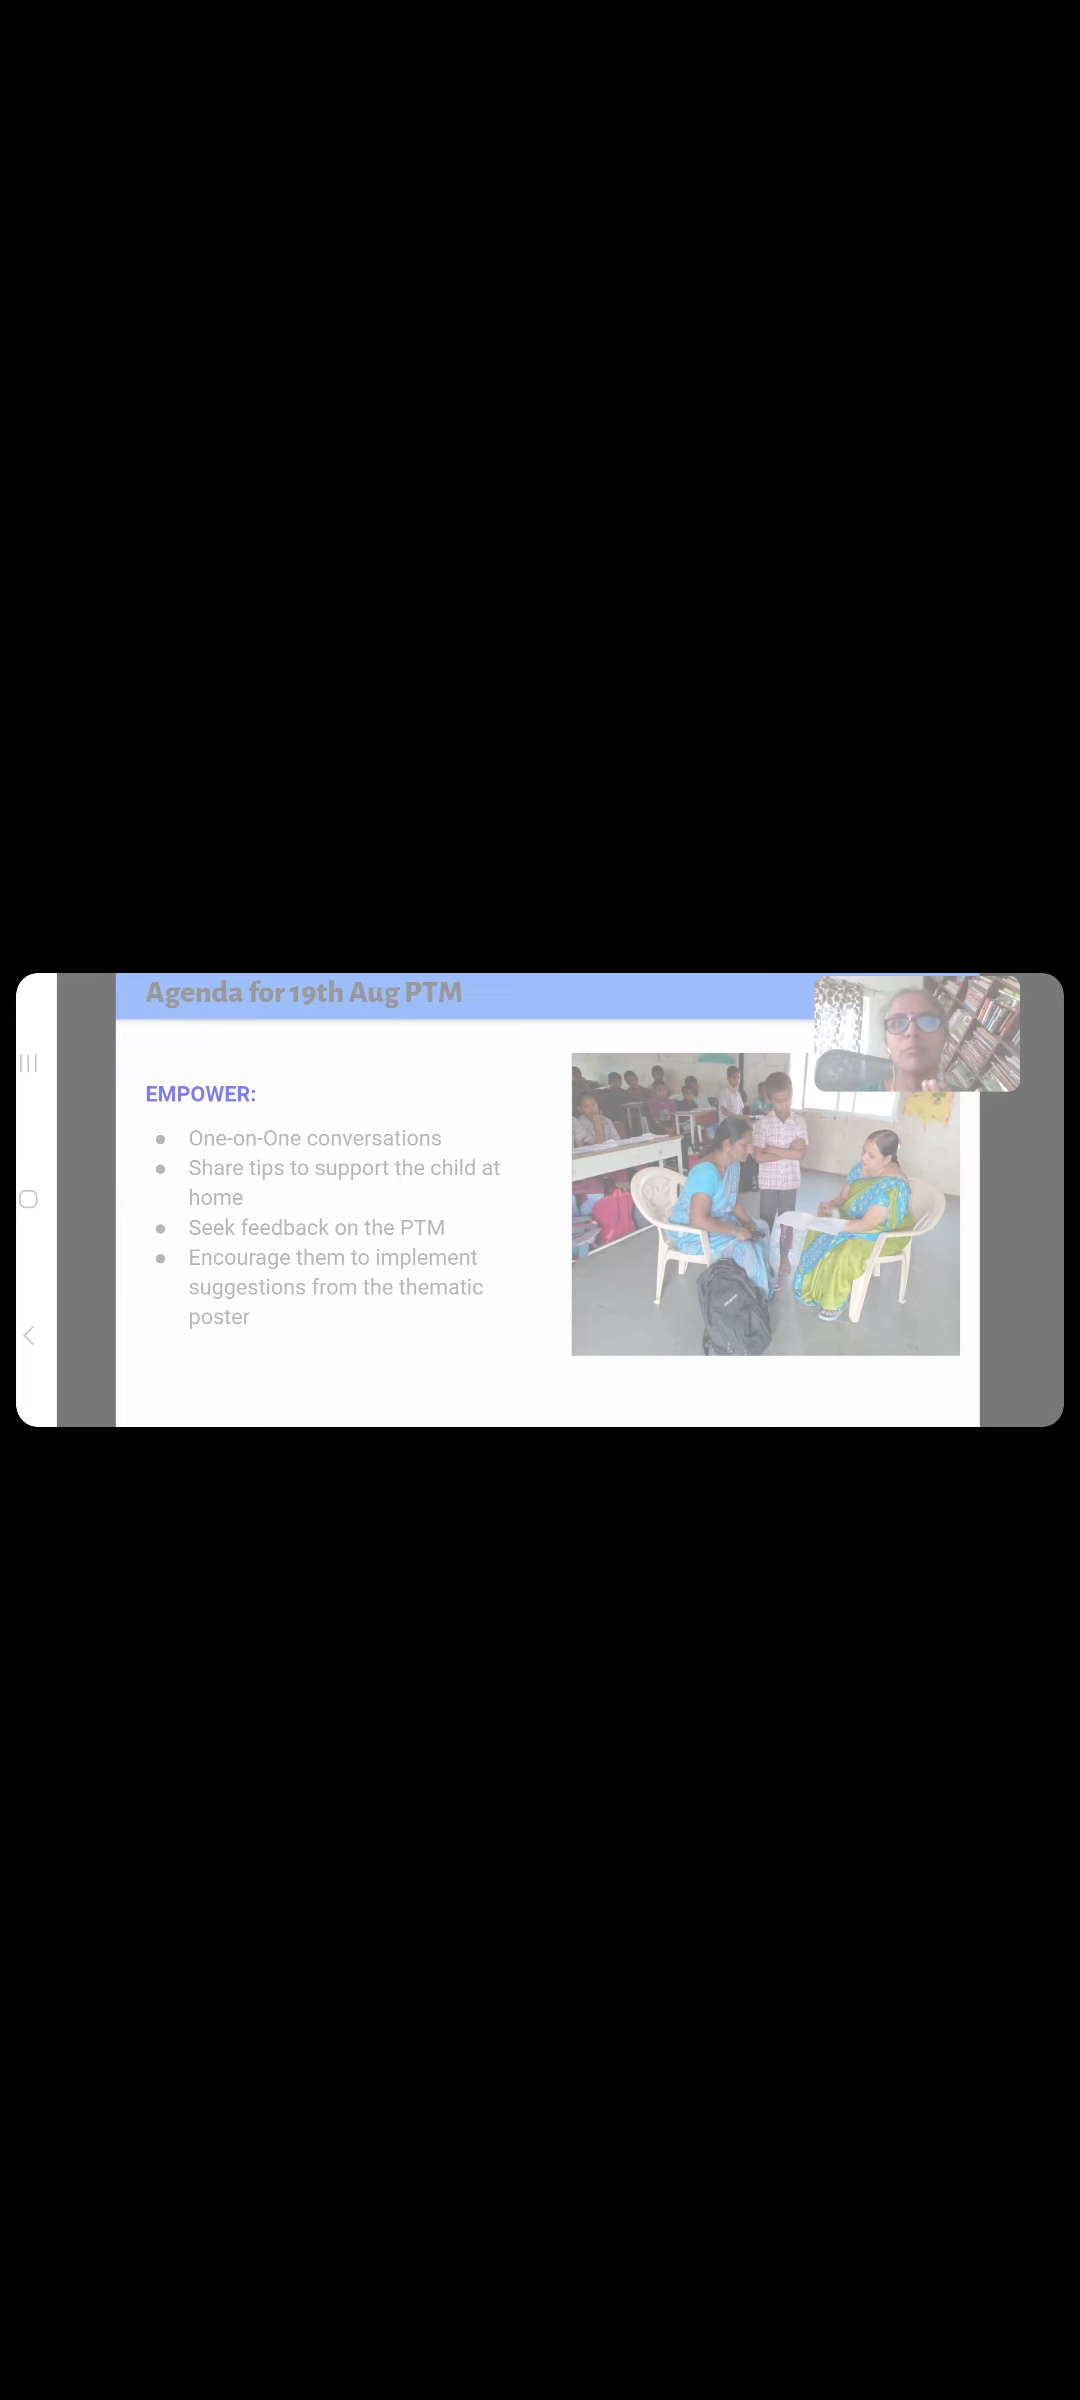 Agenda for 19th Aug PTM
EMPOWER:
● One-on-One conversations
● Share tips to support the child at
home
● Seek feedback on the PTM
● Encourage them to implement
suggestions from the thematic
poster